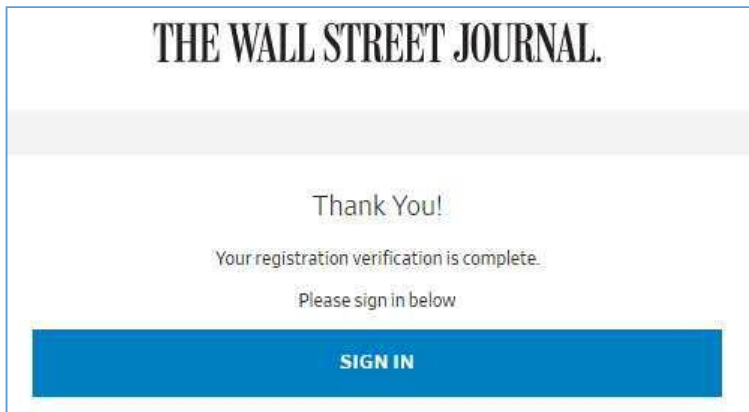 THE WALL STREET JOURNAL.
Thank You!
Your registration verification is complete.
Please sign in below
SIGN IN